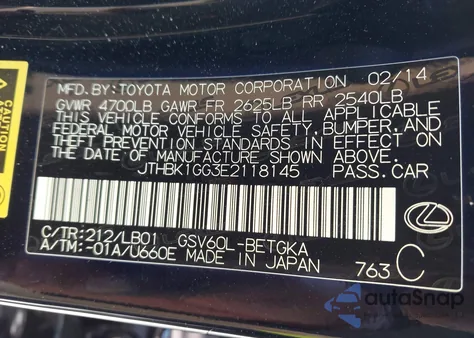 MFD.BY:TOYOTA MOTOR CORPORATION 02/14
GVWR 4700LB GAWR FR 2625LB RR 2540LB
THIS VEHICLE CONFORMS TO ALL APPLICABLE
FEDERAL MOTOR VEHICLE SAFETY, BUMPER, AND
THEFT PREVENTION STANDARDS IN EFFECT ON
THE DATE OF MANUFACTURE SHOWN ABOVE.
JTHBK1GG3E2118145 PASS.CAR
C/TR:212/LB01 GSV60L-BETGKA
A/TM:-01A/U660E MADE IN JAPAN 763 C
CAUTION
autoSnap